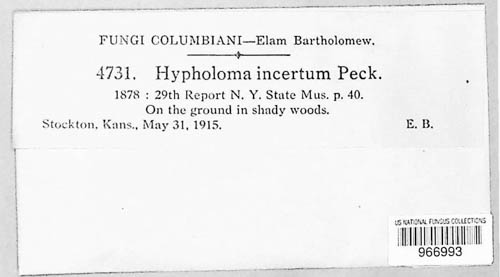 FUNGI COLUMBIANI—Elam Bartholomew.
4731. Hypholoma incertum Peck.
1878 : 29th Report N. Y. State Mus. p. 40.
On the ground in shady woods.
Stockton, Kans., May 31, 1915. E. B.
US NATIONAL FUNGUS COLLECTIONS
966993